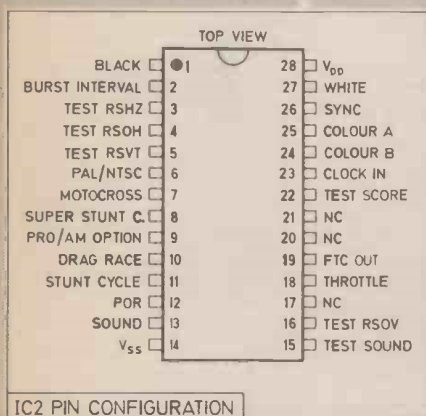 TOP VIEW
BLACK 1 28 V_DD
BURST INTERVAL 2 27 WHITE
TEST RSHZ 3 26 SYNC
TEST RSOH 4 25 COLOUR A
TEST RSVT 5 24 COLOUR B
PAL/NTSC 6 23 CLOCK IN
MOTOCROSS 7 22 TEST SCORE
SUPER STUNT C. 8 21 NC
PRO/AM OPTION 9 20 NC
DRAG RACE 10 19 FTC OUT
STUNT CYCLE 11 18 THROTTLE
POR 12 17 NC
SOUND 13 16 TEST RSOV
V_SS 14 15 TEST SOUND
IC2 PIN CONFIGURATION